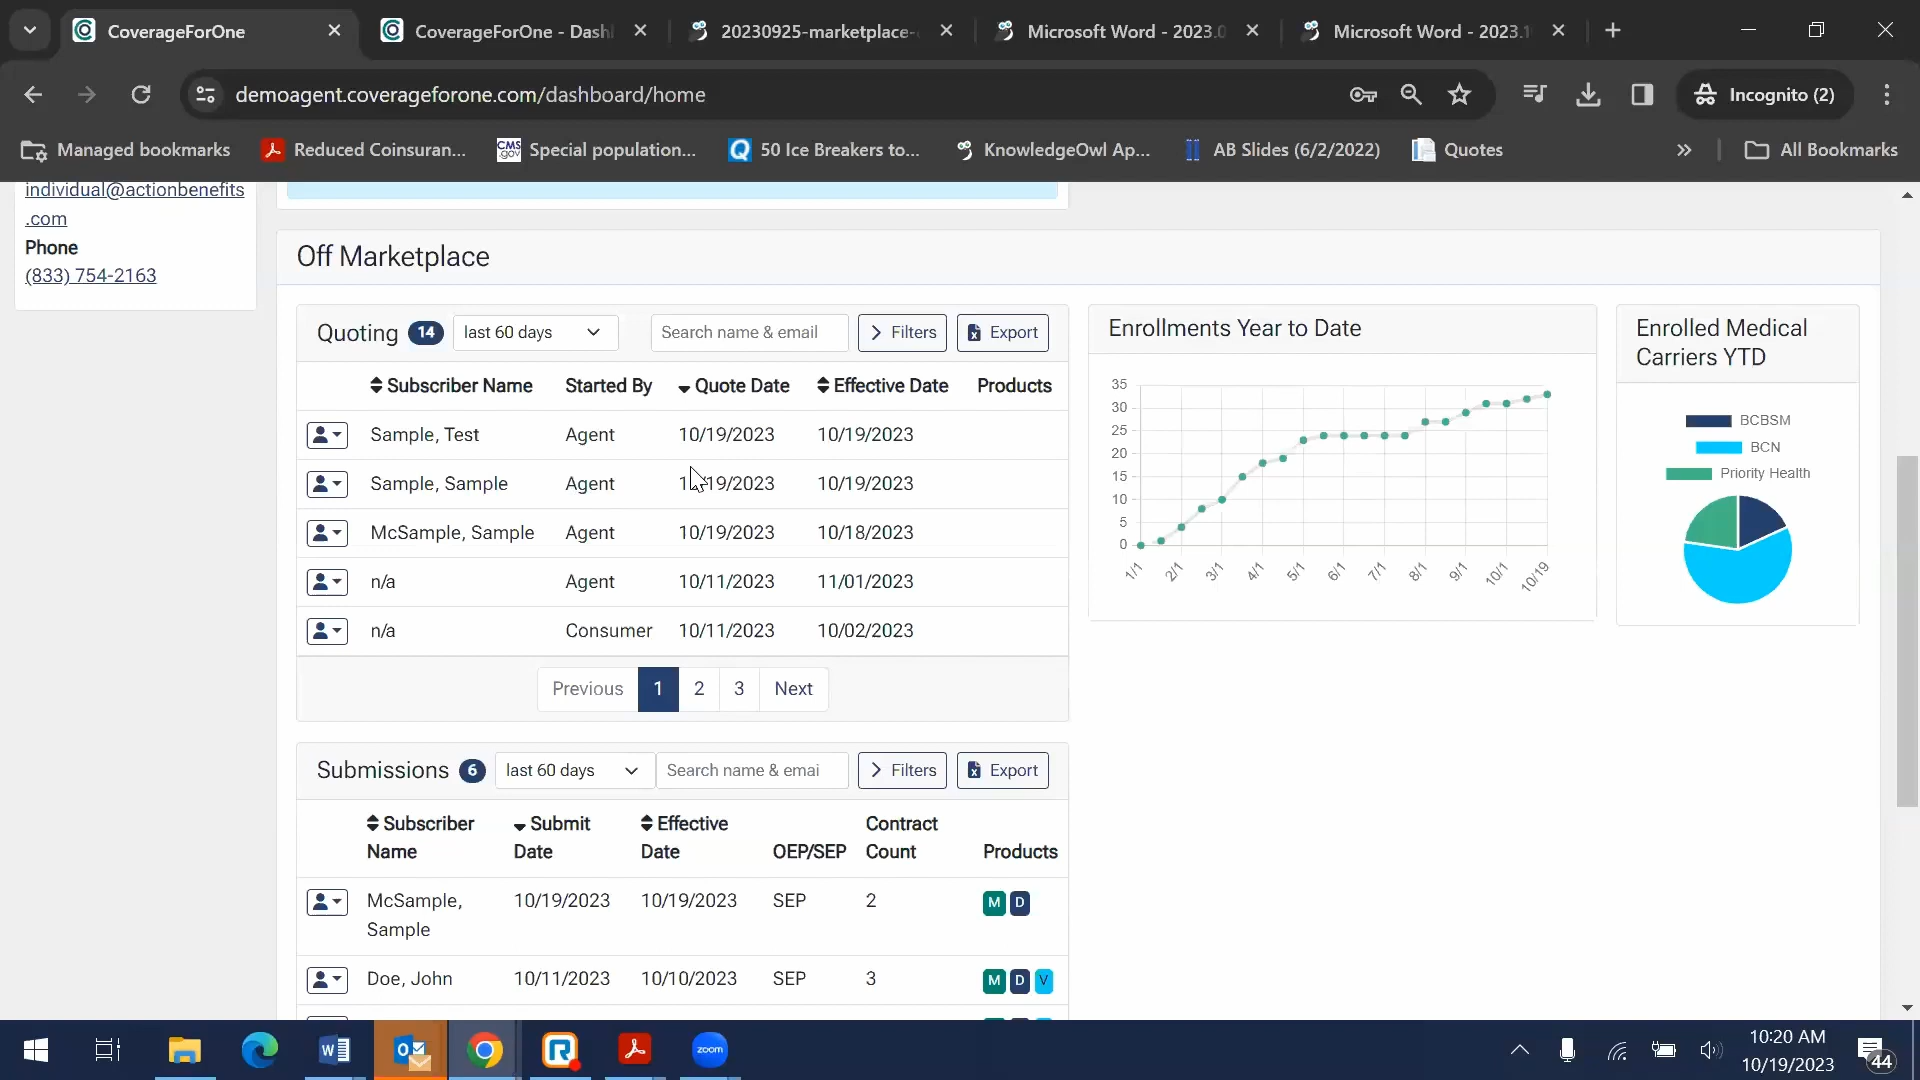 CoverageForOne
CoverageForOne - Dash
20230925-marketplace-
Microsoft Word - 2023.0
Microsoft Word - 2023.1
demoagent.coverageforone.com/dashboard/home
Incognito (2)
Managed bookmarks
Reduced Coinsuran...
CMS.gov
Special population...
50 Ice Breakers to...
KnowledgeOwl Ap...
AB Slides (6/2/2022)
Quotes
All Bookmarks
individual@actionbenefits
.com
Phone
(833) 754-2163
Off Marketplace
Quoting 14 last 60 days Search name & email Filters Export
Subscriber Name Started By Quote Date Effective Date Products
Sample, Test Agent 10/19/2023 10/19/2023
Sample, Sample Agent 10/19/2023 10/19/2023
McSample, Sample Agent 10/19/2023 10/18/2023
n/a Agent 10/11/2023 11/01/2023
n/a Consumer 10/11/2023 10/02/2023
Previous 1 2 3 Next
Enrollments Year to Date
35
30
25
20
15
10
5
0
1/1 2/1 3/1 4/1 5/1 6/1 7/1 8/1 9/1 10/1 10/19
Enrolled Medical
Carriers YTD
BCBSM
BCN
Priority Health
Submissions 6 last 60 days Search name & emai Filters Export
Subscriber Name Submit Date Effective Date OEP/SEP Contract Count Products
McSample, Sample 10/19/2023 10/19/2023 SEP 2 M D
Doe, John 10/11/2023 10/10/2023 SEP 3 M D V
zoom
10:20 AM
10/19/2023
44